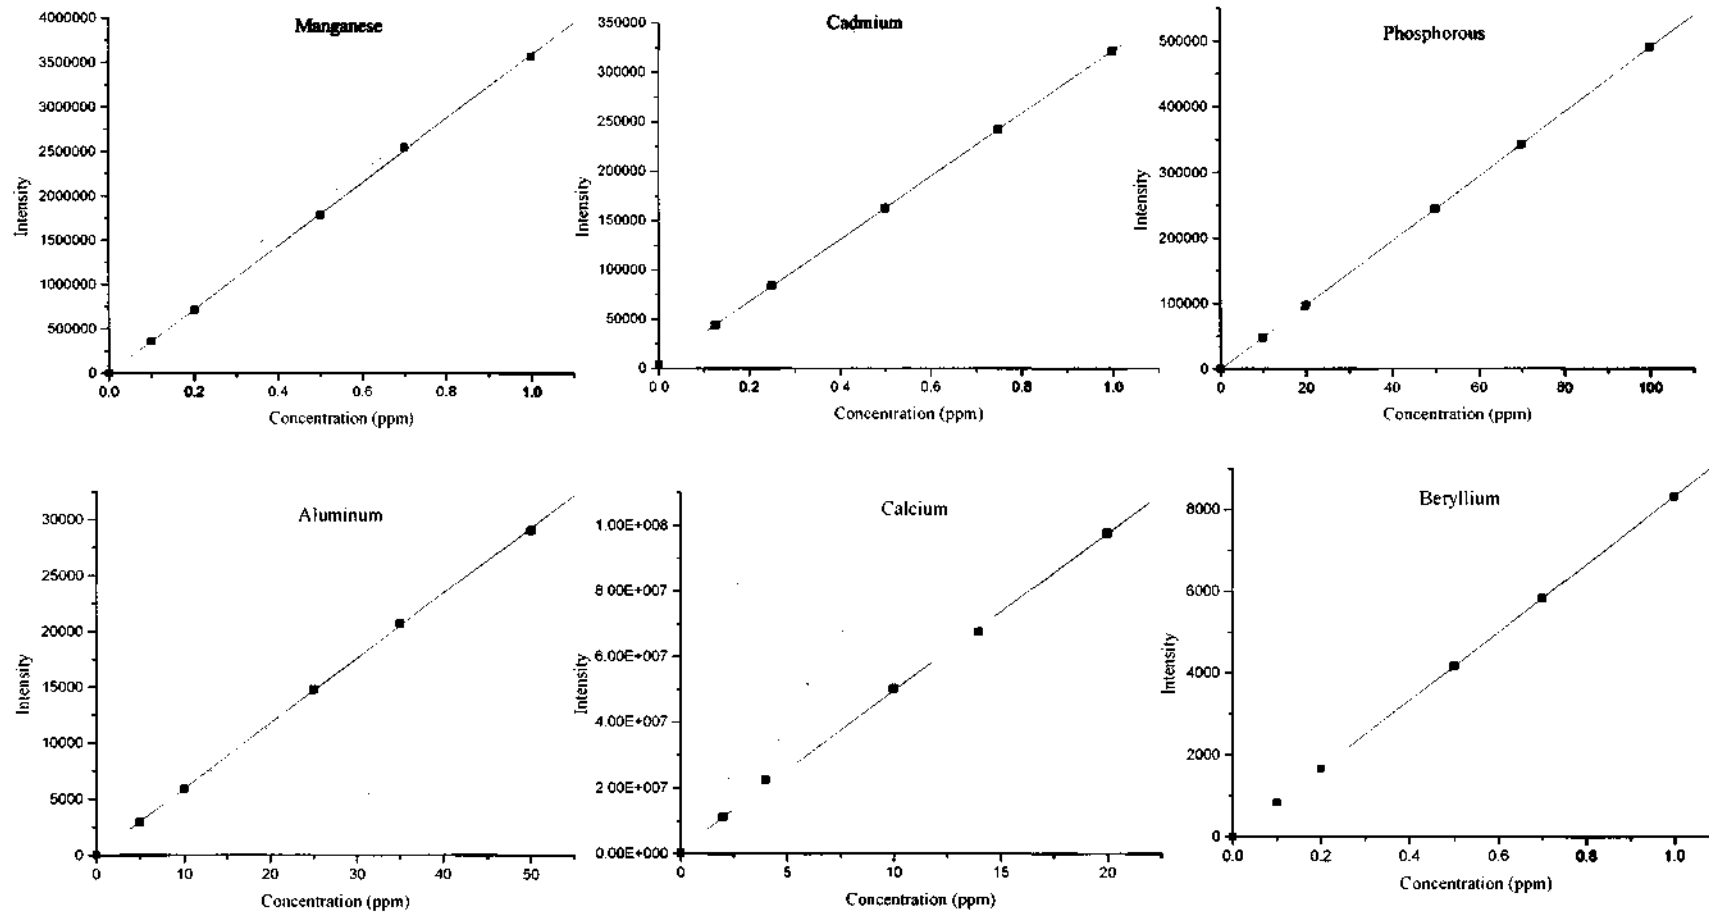 Manganese
4000000
3500000
3000000
2500000
2000000
1500000
1000000
500000
0
Intensity
0.0 0.2 0.4 0.6 0.8 1.0
Concentration (ppm)
Cadmium
350000
300000
250000
200000
150000
100000
50000
0
Intensity
0.0 0.2 0 4 0.6 0.8 1.0
Concentration (ppm)
Phosphorous
500000
400000
300000
200000
100000
0
Intensity
0 20 40 60 80 100
Concentration (ppm)
Aluminum
30000
25000
20000
15000
10000
5000
0
Intensity
0 10 20 30 40 50
Concentration (ppm)
Calcium
1.00E+008
8 00E+007
6.00E+007
4.00E+007
2 00E+007
0.00E+000
Intensity
0 5 10 15 20
Concentration (ppm)
Beryllium
8000
6000
4000
2000
0
Intensity
0.0 0.2 0.4 0.6 0.8 1.0
Concentration (ppm)